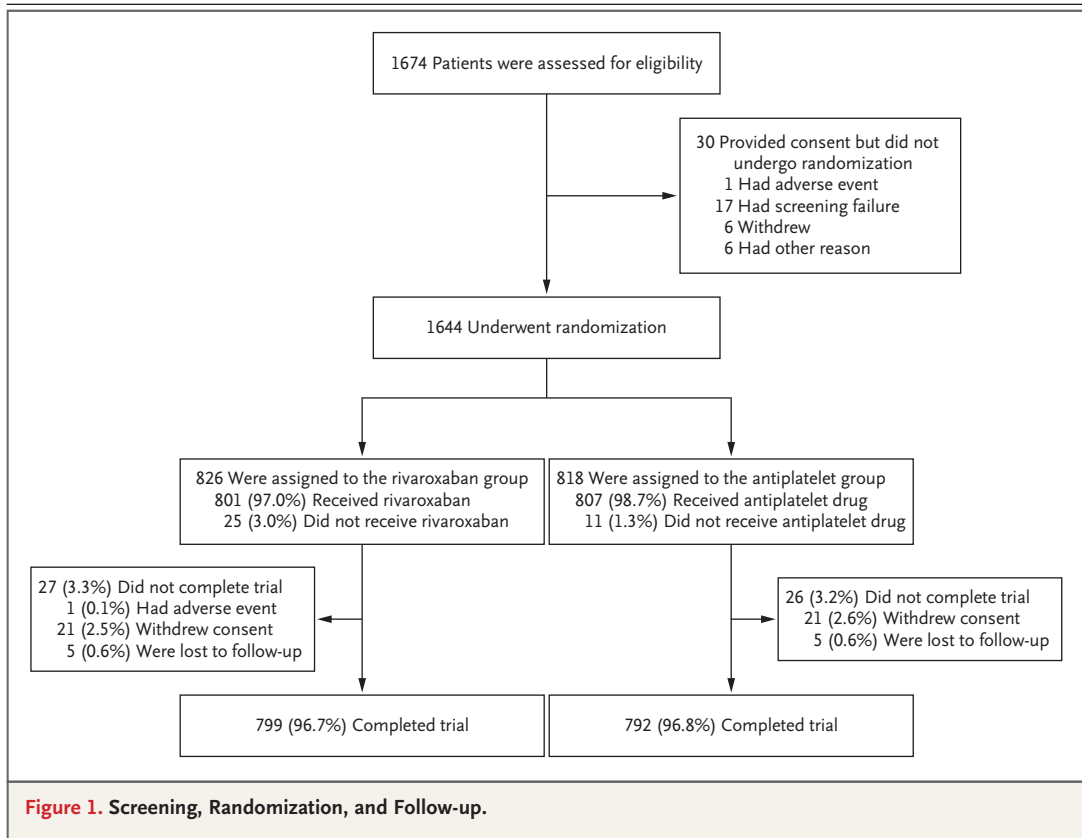 1674 Patients were assessed for eligibility
30 Provided consent but did not
undergo randomization
1 Had adverse event
17 Had screening failure
6 Withdrew
6 Had other reason
1644 Underwent randomization
826 Were assigned to the rivaroxaban group
801 (97.0%) Received rivaroxaban
25 (3.0%) Did not receive rivaroxaban
818 Were assigned to the antiplatelet group
807 (98.7%) Received antiplatelet drug
11 (1.3%) Did not receive antiplatelet drug
27 (3.3%) Did not complete trial
1 (0.1%) Had adverse event
21 (2.5%) Withdrew consent
5 (0.6%) Were lost to follow-up
26 (3.2%) Did not complete trial
21 (2.6%) Withdrew consent
5 (0.6%) Were lost to follow-up
799 (96.7%) Completed trial
792 (96.8%) Completed trial
Figure 1. Screening, Randomization, and Follow-up.